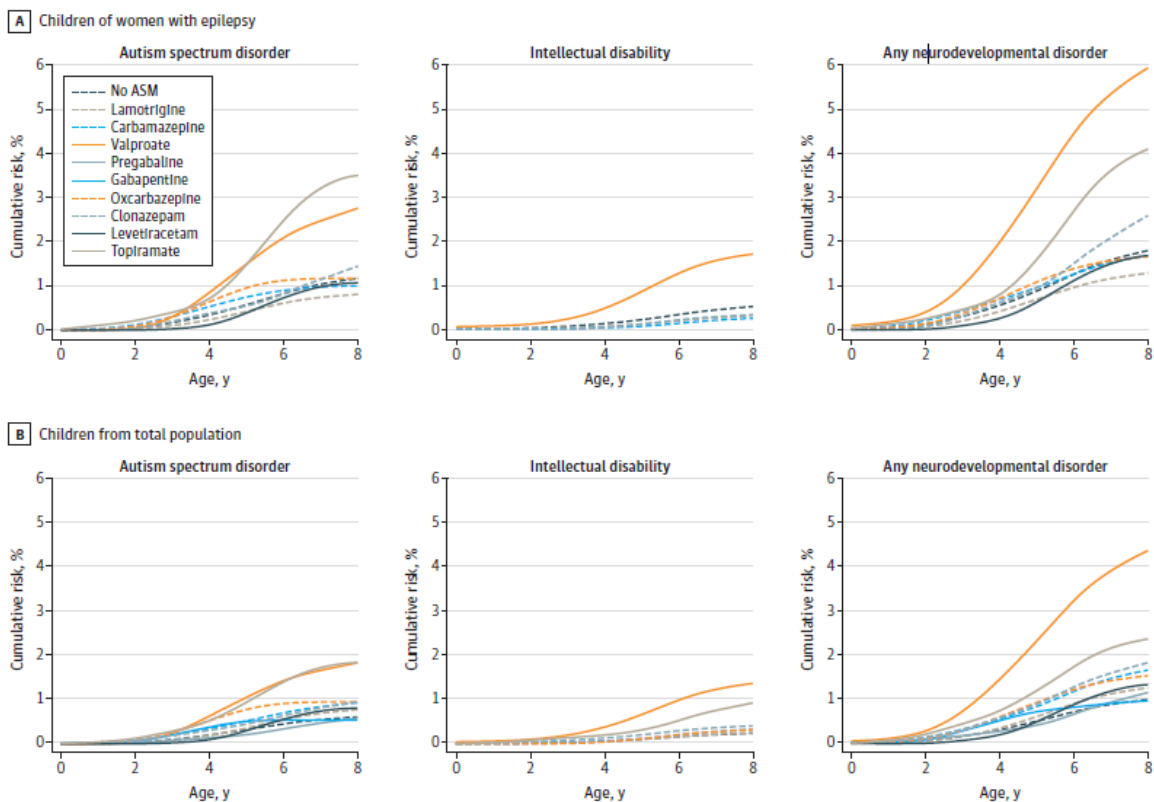 A Children of women with epilepsy
Autism spectrum disorder
6
5
4
3
2
1
0
Cumulative risk, %
No ASM
Lamotrigine
Carbamazepine
Valproate
Pregabaline
Gabapentine
Oxcarbazepine
Clonazepam
Levetiracetam
Topiramate
0 2 4 6 8
Age, y
Intellectual disability
6
5
4
3
2
1
0
Cumulative risk, %
0 2 4 6 8
Age, y
Any neurodevelopmental disorder
6
5
4
3
2
1
0
Cumulative risk, %
0 2 4 6 8
Age, y
B Children from total population
Autism spectrum disorder
6
5
4
3
2
1
0
Cumulative risk, %
0 2 4 6 8
Age, y
Intellectual disability
6
5
4
3
2
1
0
Cumulative risk, %
0 2 4 6 8
Age, y
Any neurodevelopmental disorder
6
5
4
3
2
1
0
Cumulative risk, %
0 2 4 6 8
Age, y